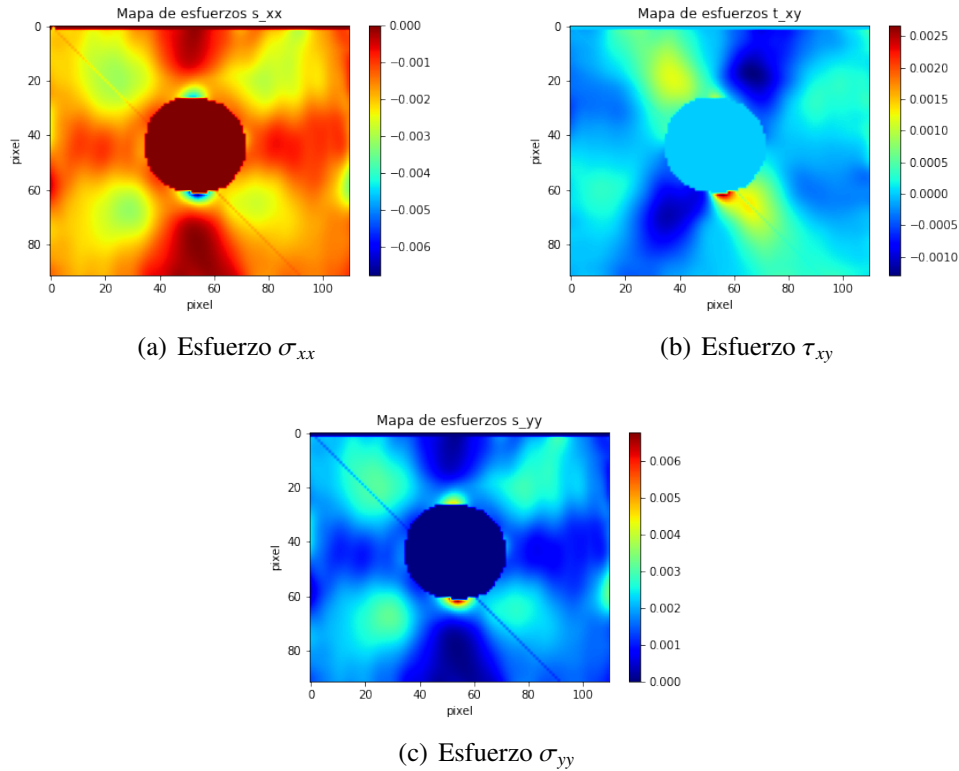 Mapa de esfuerzos s_xx
0
20
40
60
80
pixel
0 20 40 60 80 100
pixel
0.000
−0.001
−0.002
−0.003
−0.004
−0.005
−0.006
(a) Esfuerzo σxx
Mapa de esfuerzos t_xy
0
20
40
60
80
pixel
0 20 40 60 80 100
pixel
0.0025
0.0020
0.0015
0.0010
0.0005
0.0000
−0.0005
−0.0010
(b) Esfuerzo τxy
Mapa de esfuerzos s_yy
0
20
40
60
80
pixel
0 20 40 60 80 100
pixel
0.006
0.005
0.004
0.003
0.002
0.001
0.000
(c) Esfuerzo σyy